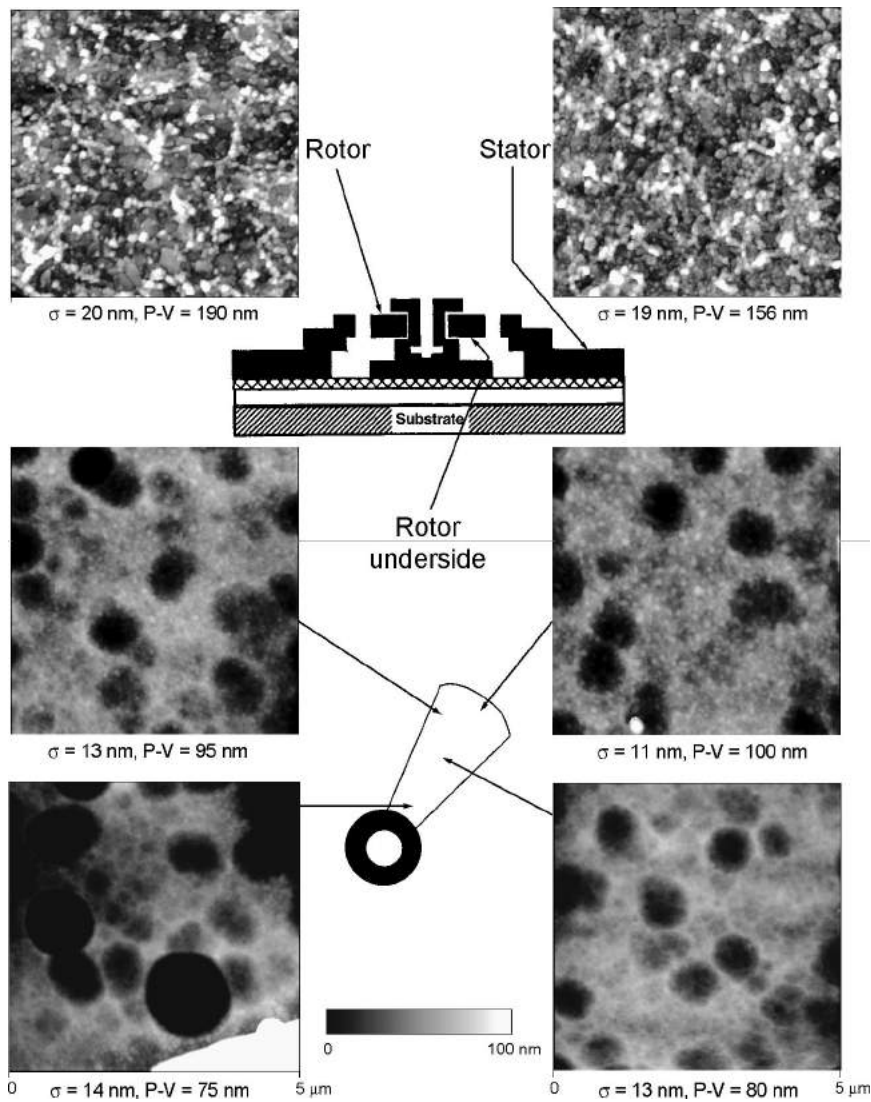 Rotor
Stator
σ = 20 nm, P-V = 190 nm
σ = 19 nm, P-V = 156 nm
Substrate
Rotor
underside
σ = 13 nm, P-V = 95 nm
σ = 11 nm, P-V = 100 nm
0
100 nm
0
5 μm
σ = 14 nm, P-V = 75 nm
0
5 μm
σ = 13 nm, P-V = 80 nm